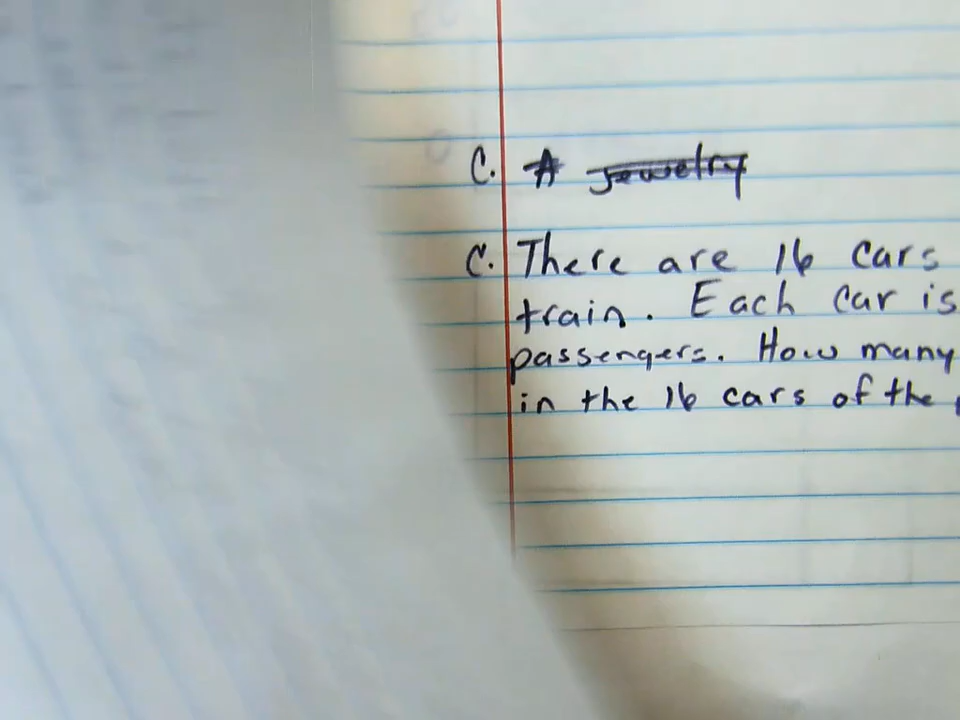 C. A Jewelry
C. There are 16 cars
train. Each car is
passengers. How many
in the 16 cars of the